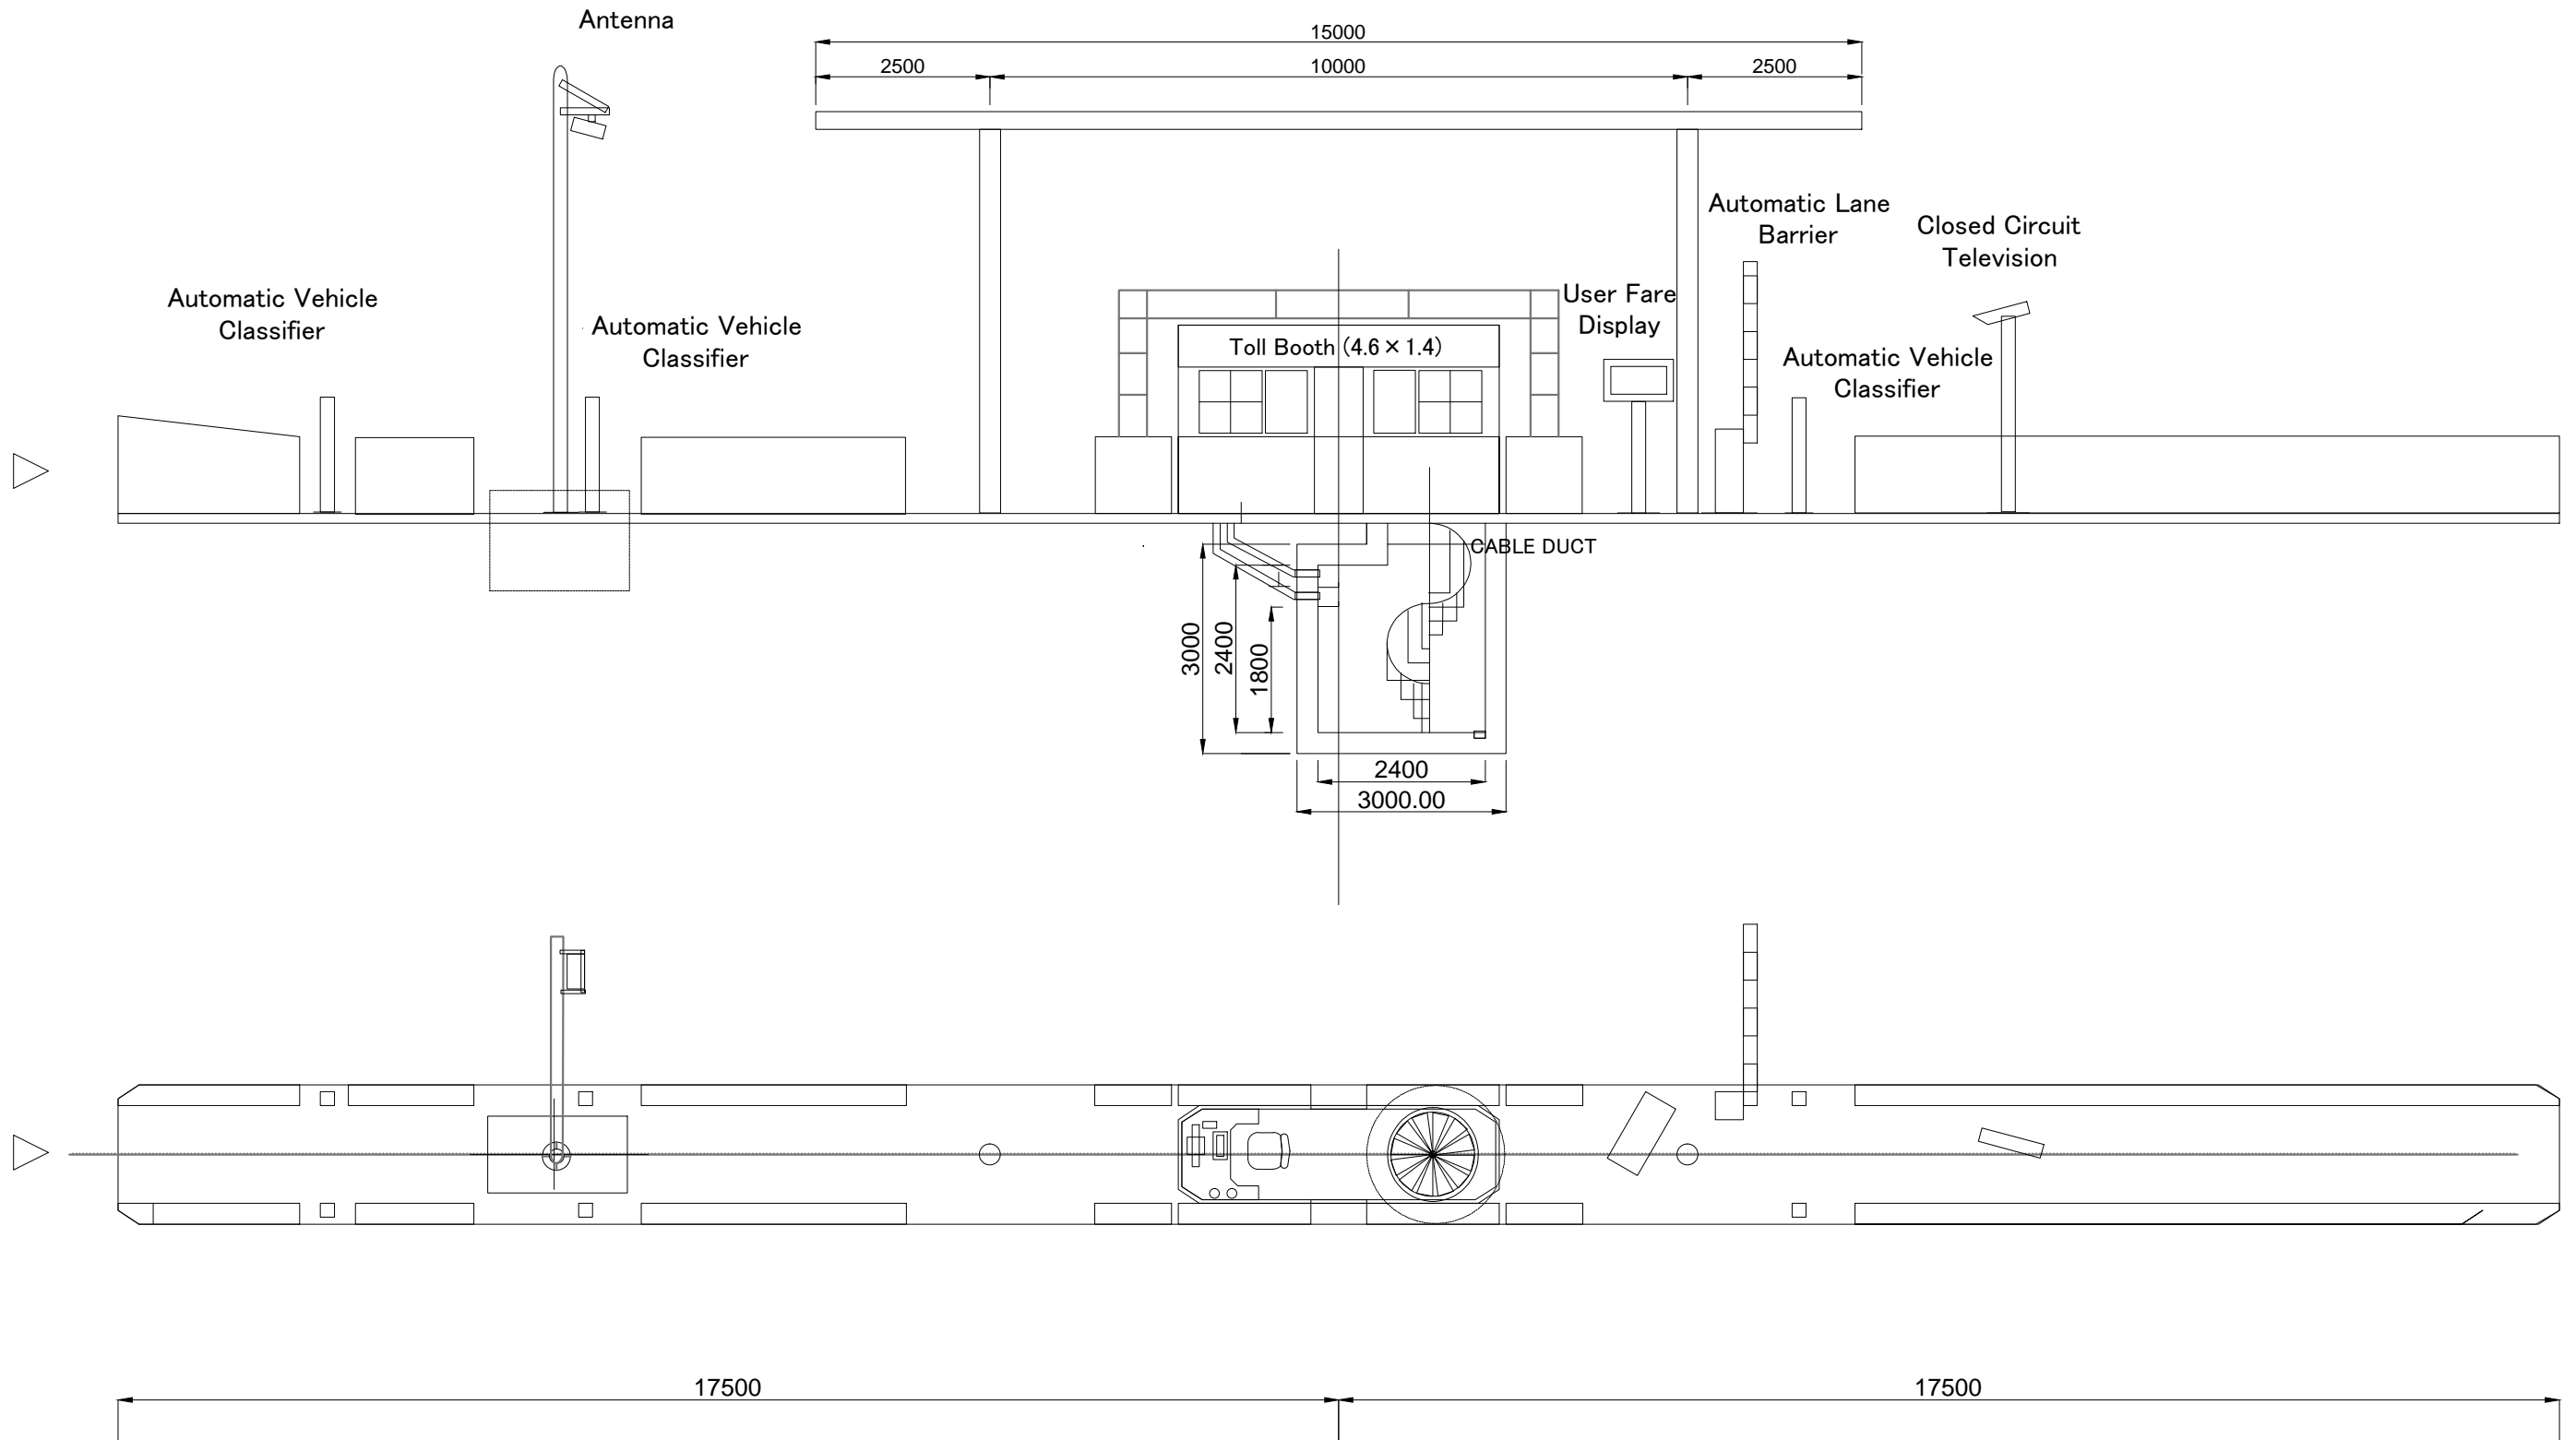 Antenna
15000
2500
10000
2500
Automatic Lane
Barrier
Closed Circuit
Television
Automatic Vehicle
Classifier
Automatic Vehicle
Classifier
User Fare
Display
Toll Booth (4.6×1.4)
Automatic Vehicle
Classifier
CABLE DUCT
3000
2400
1800
2400
3000.00
17500
17500